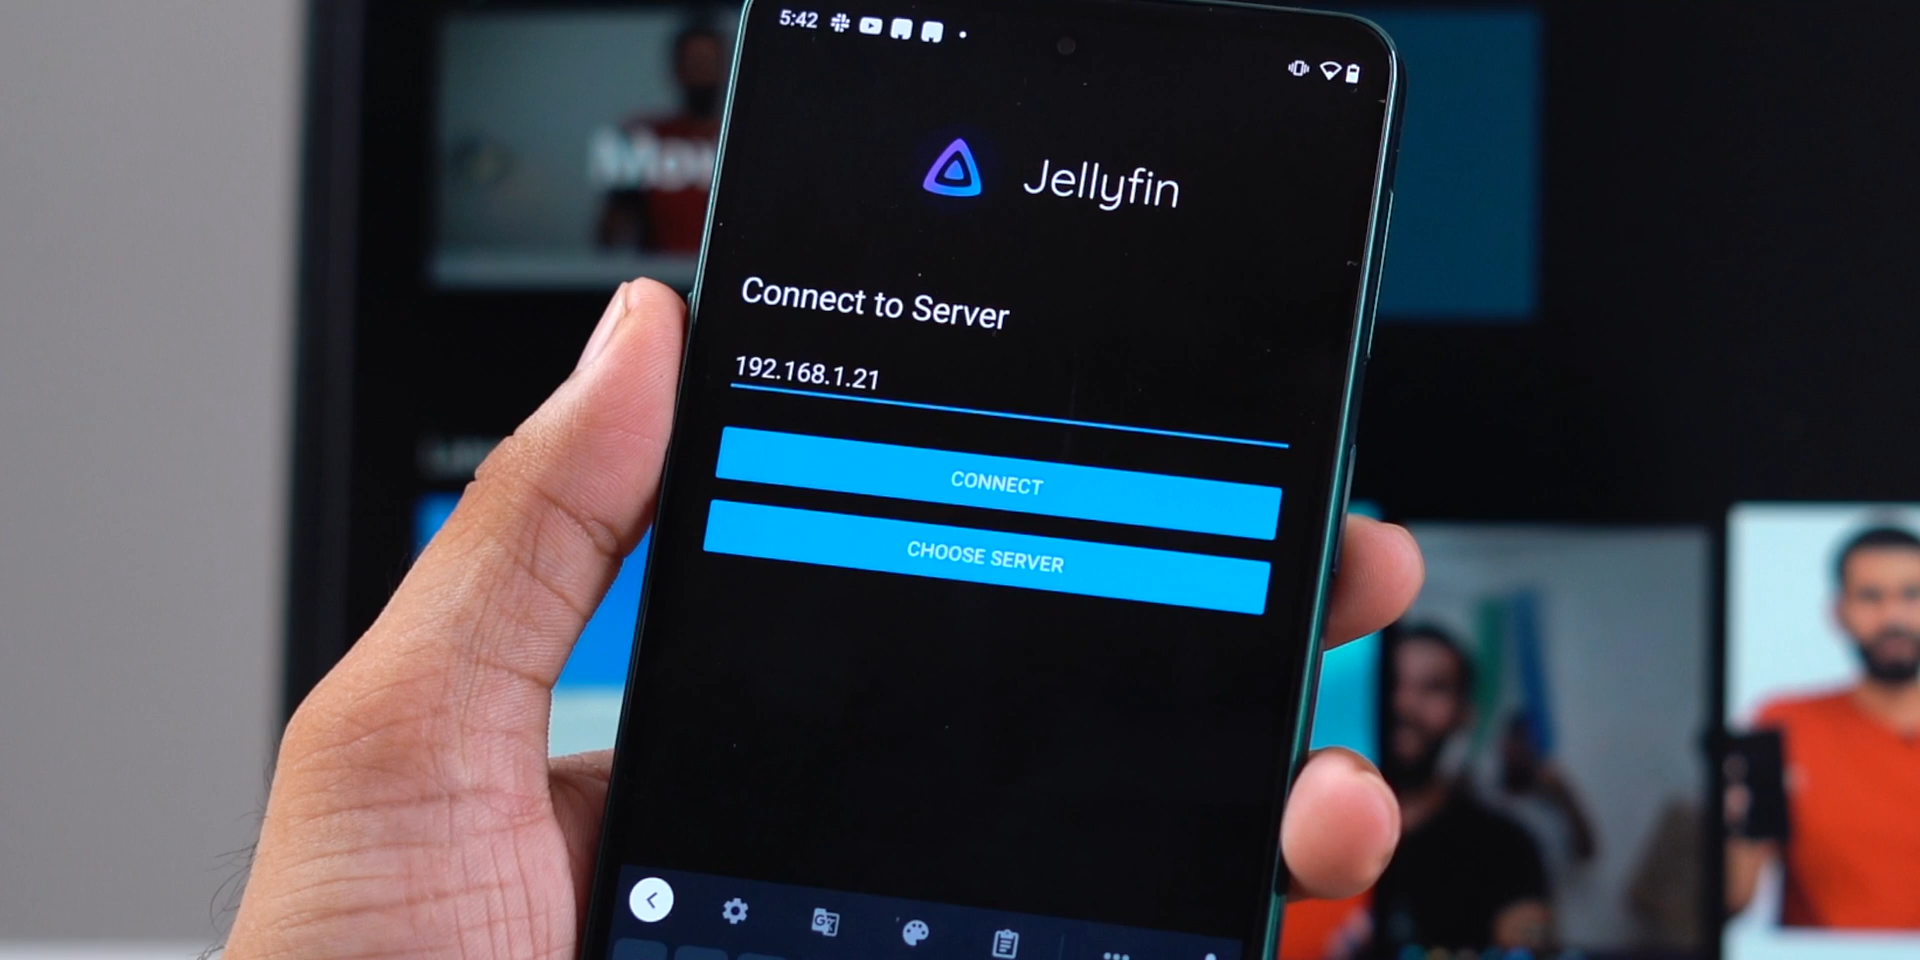 5:42
Jellyfin
Connect to Server
192.168.1.21
CONNECT
CHOOSE SERVER